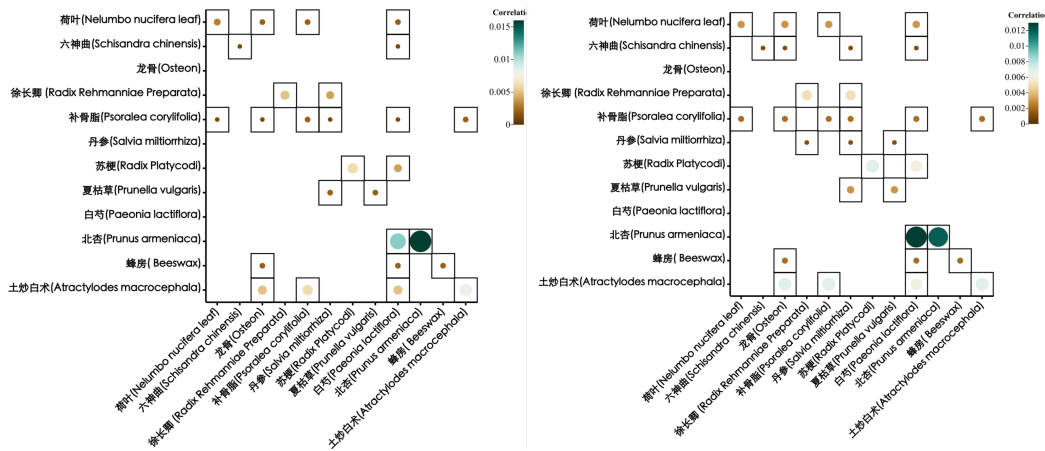 Correlatio
荷叶(Nelumbo nucifera leaf)
六神曲(Schisandra chinensis)
龙骨(Osteon)
徐长卿 (Radix Rehmanniae Preparata)
补骨脂(Psoralea corylifolia)
丹参(Salvia miltiorrhiza)
苏梗(Radix Platycodi)
夏枯草(Prunella vulgaris)
白芍(Paeonia lactiflora)
北杏(Prunus armeniaca)
蜂房( Beeswax)
土炒白术(Atractylodes macrocephala)
0.015
0.01
0.005
0
荷叶(Nelumbo nucifera leaf)
六神曲(Schisandra chinensis)
龙骨(Osteon)
徐长卿 (Radix Rehmanniae Preparata)
补骨脂(Psoralea corylifolia)
丹参(Salvia miltiorrhiza)
苏梗(Radix Platycodi)
夏枯草(Prunella vulgaris)
白芍(Paeonia lactiflora)
北杏(Prunus armeniaca)
蜂房( Beeswax)
土炒白术(Atractylodes macrocephala)
Correlation
荷叶(Nelumbo nucifera leaf)
六神曲(Schisandra chinensis)
龙骨(Osteon)
徐长卿 (Radix Rehmanniae Preparata)
补骨脂(Psoralea corylifolia)
丹参(Salvia miltiorrhiza)
苏梗(Radix Platycodi)
夏枯草(Prunella vulgaris)
白芍(Paeonia lactiflora)
北杏(Prunus armeniaca)
蜂房( Beeswax)
土炒白术(Atractylodes macrocephala)
0.012
0.01
0.008
0.006
0.004
0.002
0
荷叶(Nelumbo nucifera leaf)
六神曲(Schisandra chinensis)
龙骨(Osteon)
徐长卿 (Radix Rehmanniae Preparata)
补骨脂(Psoralea corylifolia)
丹参(Salvia miltiorrhiza)
苏梗(Radix Platycodi)
夏枯草(Prunella vulgaris)
白芍(Paeonia lactiflora)
北杏(Prunus armeniaca)
蜂房( Beeswax)
土炒白术(Atractylodes macrocephala)